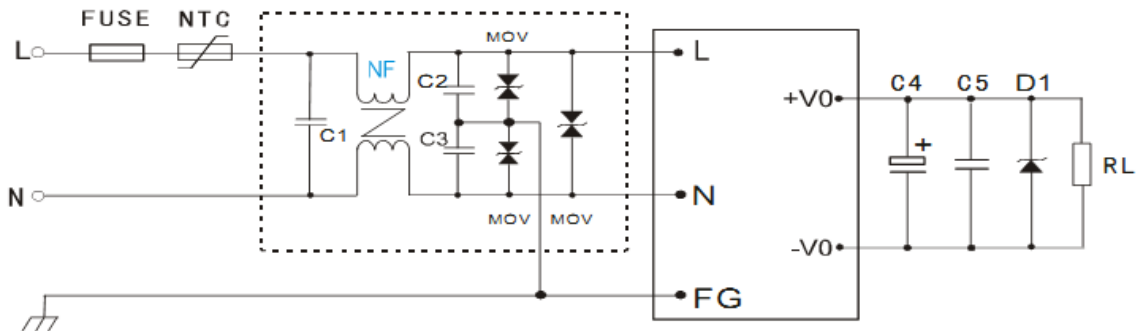 FUSE NTC
MOV
L
NF
L
C2
+V0
C4 C5 D1
C1
C3
+
RL
N
N
MOV MOV
-V0
FG